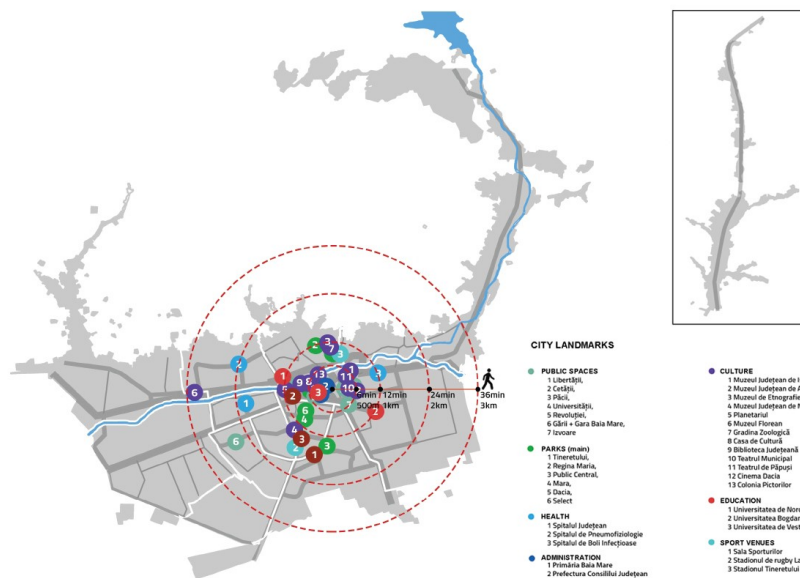 6min 12min
500m 1km
24min
2km
36min
3km
CITY LANDMARKS
PUBLIC SPACES
1 Libertății,
2 Cetății,
3 Păcii,
4 Universității,
5 Revoluției,
6 Gării + Gara Baia Mare,
7 Izvoare
PARKS (main)
1 Tineretului,
2 Regina Maria,
3 Public Central,
4 Mara,
5 Dacia,
6 Select
HEALTH
1 Spitalul Județean
2 Spitalul de Pneumofiziologie
3 Spitalul de Boli Infecțioase
ADMINISTRATION
1 Primăria Baia Mare
2 Prefectura Consiliful Județean
CULTURE
1 Muzeul Județean de
2 Muzeul Județean de
3 Muzeul de Etnografie
4 Muzeul Județean de
5 Planetariul
6 Muzeul Florean
7 Gradina Zoologică
8 Casa de Cultură
9 Biblioteca Județeană
10 Teatrul Municipal
11 Teatrul de Păpuși
12 Cinema Dacia
13 Colonia Pictorilor
EDUCATION
1 Universitatea de Nord
2 Universitatea Bogdan
3 Universitatea de Vest
SPORT VENUES
1 Sala Sporturilor
2 Stadionul de rugby
3 Stadionul Tineretului